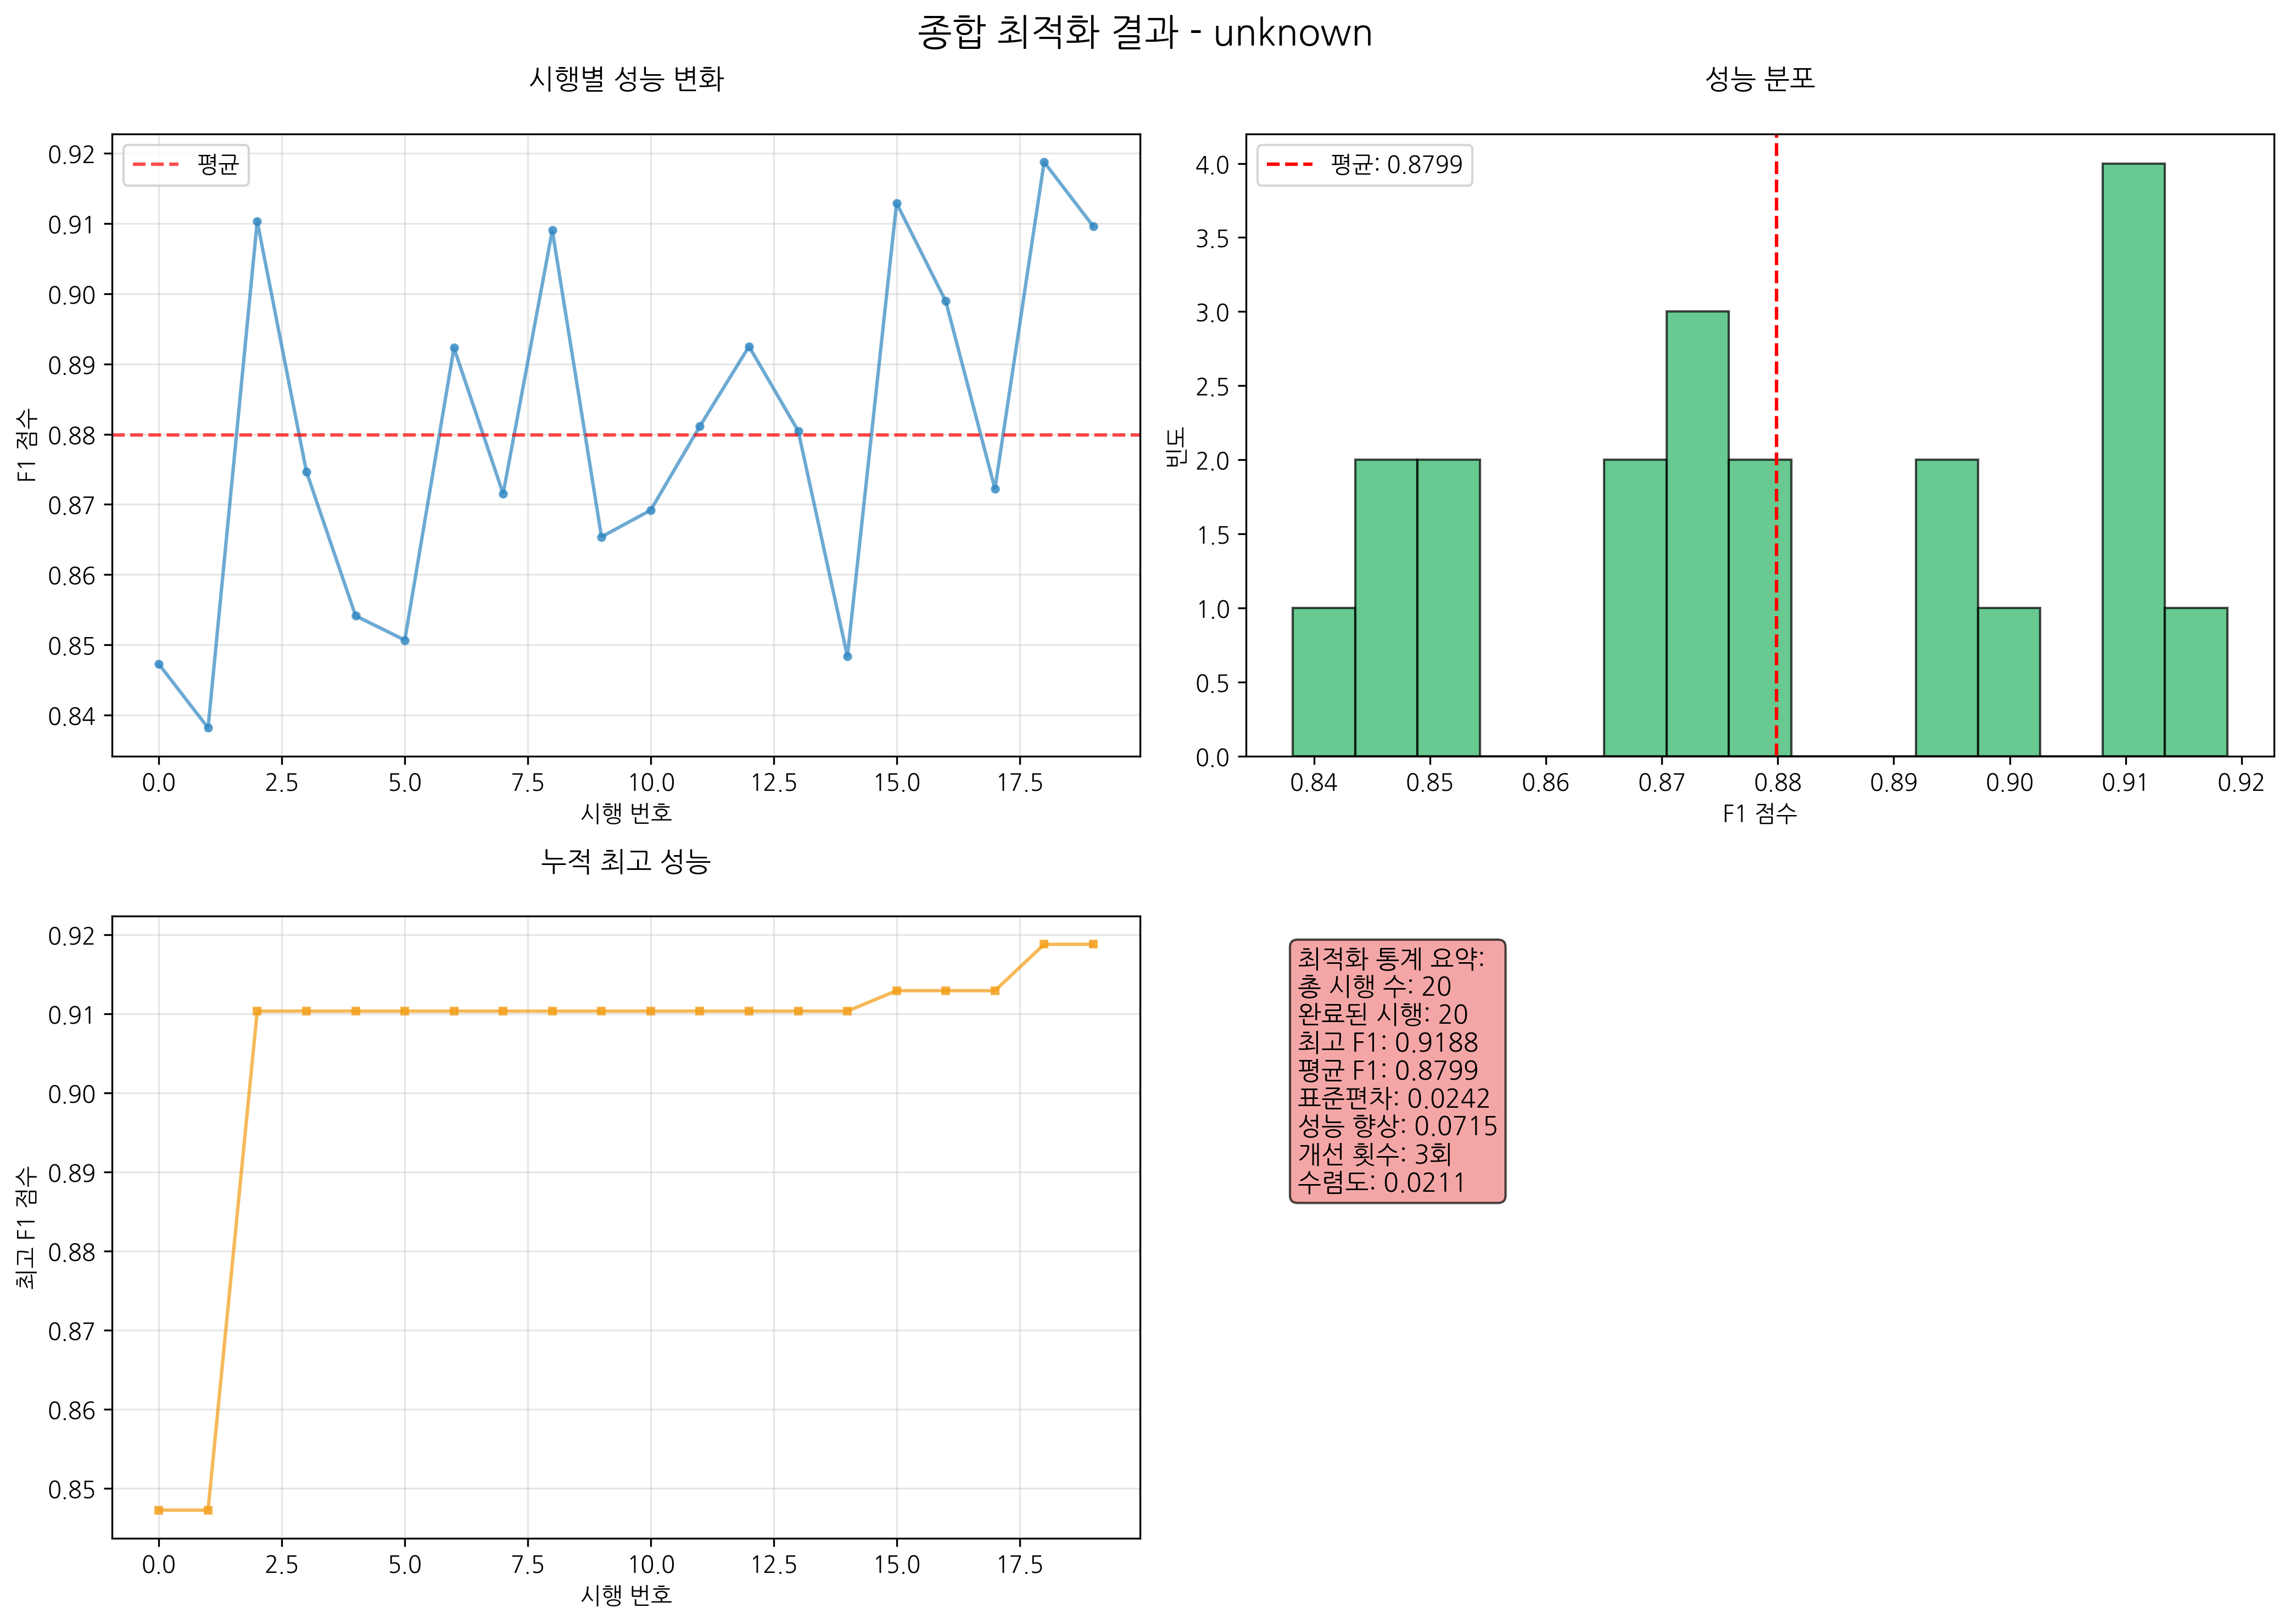 종합 최적화 결과 - unknown
시행별 성능 변화
평균
0.92
0.91
0.90
0.89
0.88
0.87
0.86
0.85
0.84
F1 점수
0.0 2.5 5.0 7.5 10.0 12.5 15.0 17.5
시행 번호
성능 분포
평균: 0.8799
4.0
3.5
3.0
2.5
2.0
1.5
1.0
0.5
0.0
빈도
0.84 0.85 0.86 0.87 0.88 0.89 0.90 0.91 0.92
F1 점수
누적 최고 성능
0.92
0.91
0.90
0.89
0.88
0.87
0.86
0.85
최고 F1 점수
0.0 2.5 5.0 7.5 10.0 12.5 15.0 17.5
시행 번호
최적화 통계 요약:
총 시행 수: 20
완료된 시행: 20
최고 F1: 0.9188
평균 F1: 0.8799
표준편차: 0.0242
성능 향상: 0.0715
개선 횟수: 3회
수렴도: 0.0211